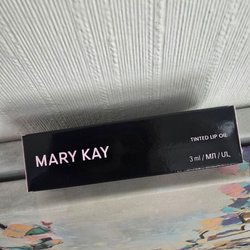 MARY KAY
TINTED LIP OIL
3 ml / МЛ / UL